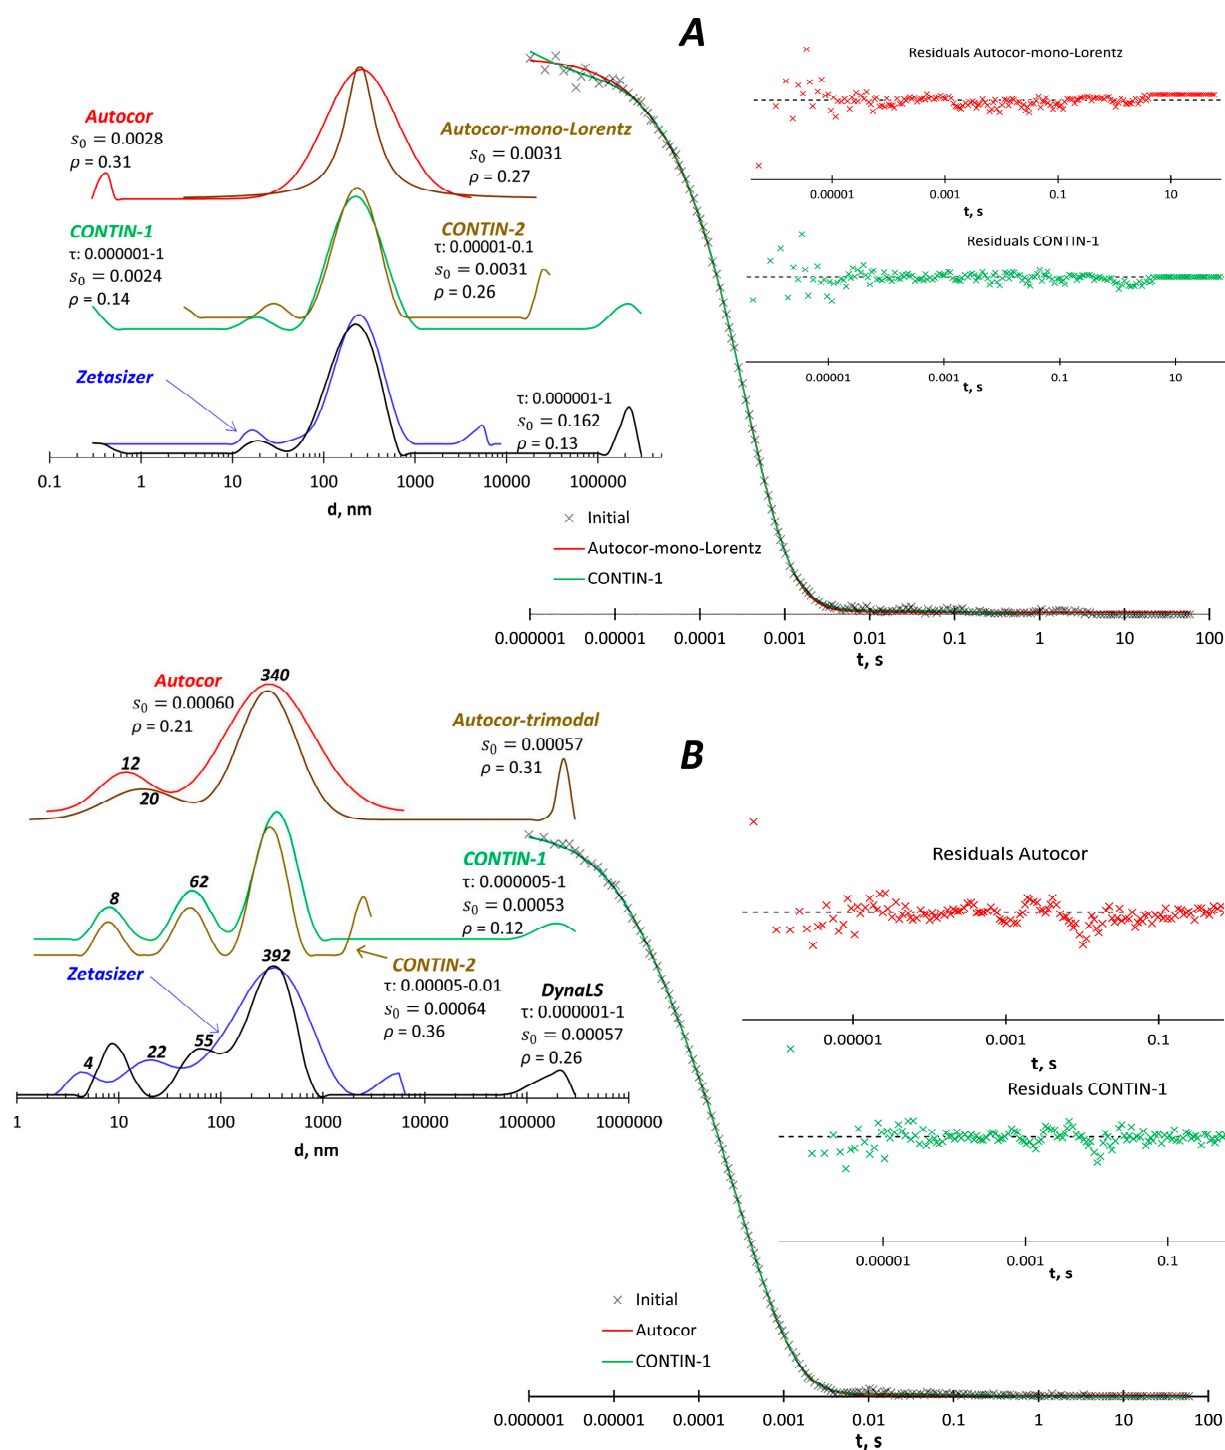 A
Residuals Autocor-mono-Lorentz
0.00001 0.001 0.1 10
t, s
Residuals CONTIN-1
0.00001 0.001 0.1 10
t, s
Autocor
s₀ = 0.0028
ρ = 0.31
Autocor-mono-Lorentz
s₀ = 0.0031
ρ = 0.27
CONTIN-1
τ: 0.000001-1
s₀ = 0.0024
ρ = 0.14
CONTIN-2
τ: 0.00001-0.1
s₀ = 0.0031
ρ = 0.26
Zetasizer
τ: 0.000001-1
s₀ = 0.162
ρ = 0.13
0.1 1 10 100 1000 10000 100000
d, nm
Initial
Autocor-mono-Lorentz
CONTIN-1
0.000001 0.00001 0.0001 0.001 0.01 0.1 1 10 100
t, s
B
Autocor
s₀ = 0.00060
ρ = 0.21
340
12
20
Autocor-trimodal
s₀ = 0.00057
ρ = 0.31
CONTIN-1
τ: 0.000005-1
s₀ = 0.00053
ρ = 0.12
8
62
CONTIN-2
τ: 0.00005-0.01
s₀ = 0.00064
ρ = 0.36
Zetasizer
392
4
22
55
DynaLS
τ: 0.000001-1
s₀ = 0.00057
ρ = 0.26
1 10 100 1000 10000 100000 1000000
d, nm
Residuals Autocor
0.00001 0.001 0.1
t, s
Residuals CONTIN-1
0.00001 0.001 0.1
t, s
Initial
Autocor
CONTIN-1
0.000001 0.00001 0.0001 0.001 0.01 0.1 1 10 100
t, s